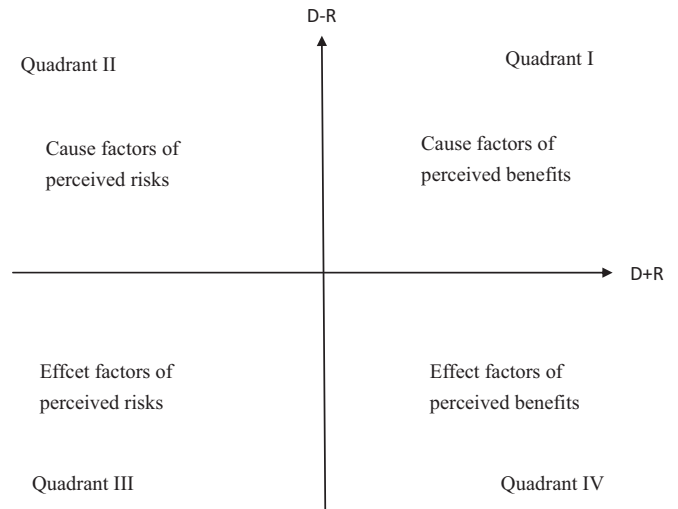 D-R
Quadrant II
Quadrant I
Cause factors of
perceived risks
Cause factors of
perceived benefits
D+R
Effcet factors of
perceived risks
Effect factors of
perceived benefits
Quadrant III
Quadrant IV